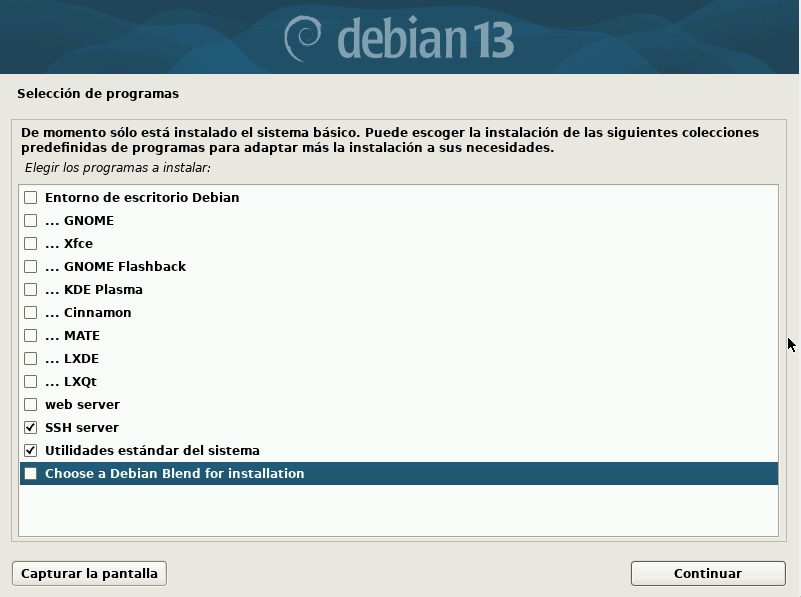 debian 13
Selección de programas
De momento sólo está instalado el sistema básico. Puede escoger la instalación de las siguientes colecciones
predefinidas de programas para adaptar más la instalación a sus necesidades.
Elegir los programas a instalar:
Entorno de escritorio Debian
... GNOME
... Xfce
... GNOME Flashback
... KDE Plasma
... Cinnamon
... MATE
... LXDE
... LXQt
web server
SSH server
Utilidades estándar del sistema
Choose a Debian Blend for installation
Capturar la pantalla
Continuar